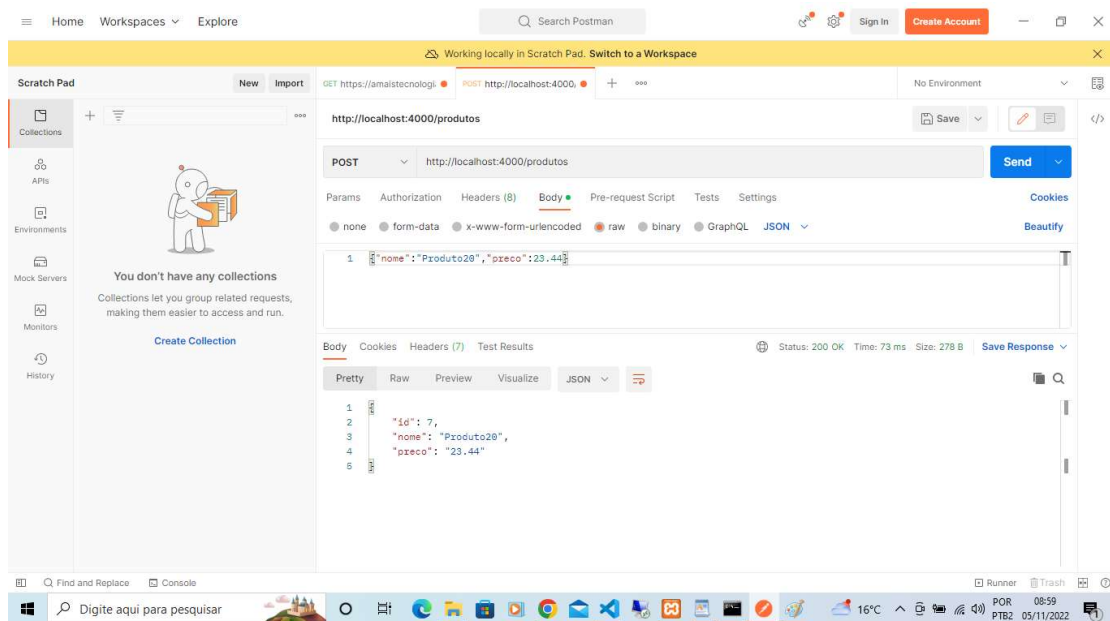 Home Workspaces Explore Search Postman Sign In Create Account
Working locally in Scratch Pad. Switch to a Workspace
Scratch Pad New Import GET https://amaistecnologi. POST http://localhost:4000, No Environment
Collections
APIs
Environments
Mock Servers
Monitors
History
You don't have any collections
Collections let you group related requests,
making them easier to access and run.
Create Collection
http://localhost:4000/produtos Save
POST http://localhost:4000/produtos Send
Params Authorization Headers (8) Body Pre-request Script Tests Settings Cookies
none form-data x-www-form-urlencoded raw binary GraphQL JSON Beautify
1 {"nome":"Produto20","preco":23.44}
Body Cookies Headers (7) Test Results Status: 200 OK Time: 73 ms Size: 278 B Save Response
Pretty Raw Preview Visualize JSON
1 {
2 "id": 7,
3 "nome": "Produto20",
4 "preco": "23.44"
5 }
Find and Replace Console Runner Trash
Digite aqui para pesquisar 16°C POR 08:59
PTB2 05/11/2022